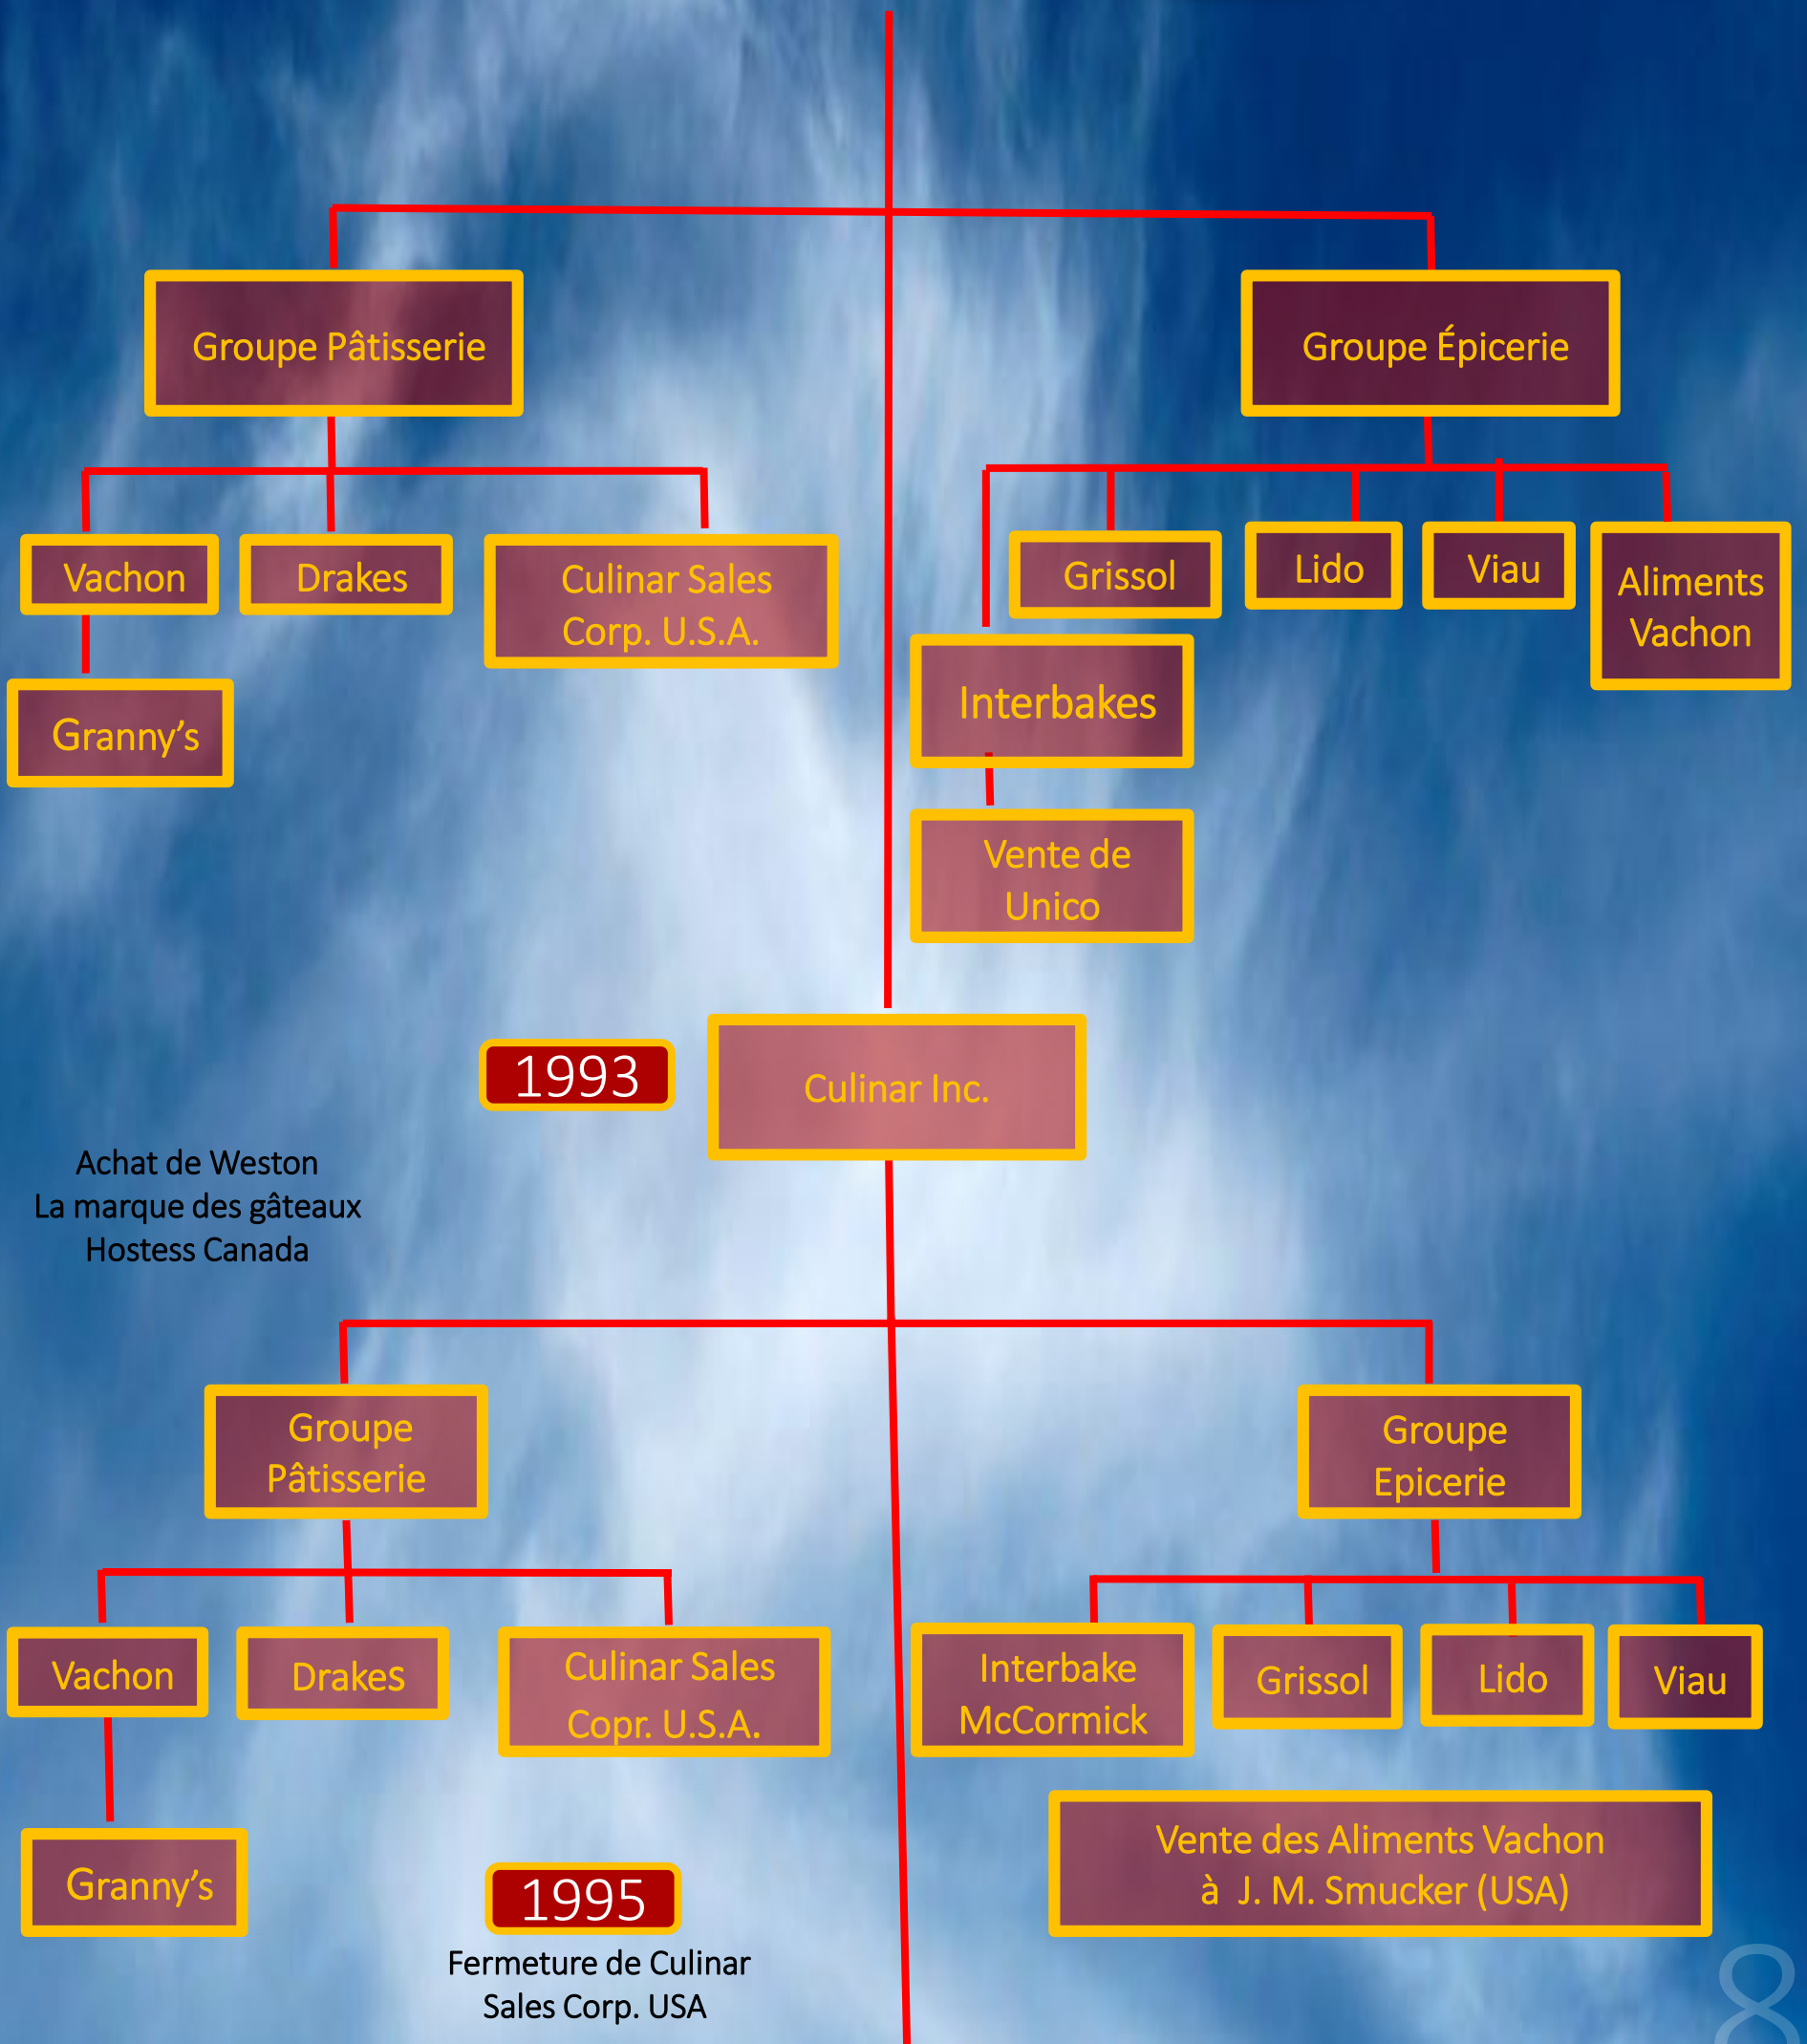 Groupe Pâtisserie
Groupe Épicerie
Vachon
Drakes
Culinar Sales
Corp. U.S.A.
Grissol
Lido
Viau
Aliments
Vachon
Granny’s
Interbakes
Vente de
Unico
1993
Culinar Inc.
Achat de Weston
La marque des gâteaux
Hostess Canada
Groupe
Pâtisserie
Groupe
Epicerie
Vachon
Drakes
Culinar Sales
Copr. U.S.A.
Interbake
McCormick
Grissol
Lido
Viau
Granny’s
Vente des Aliments Vachon
à J. M. Smucker (USA)
1995
Fermeture de Culinar
Sales Corp. USA
8